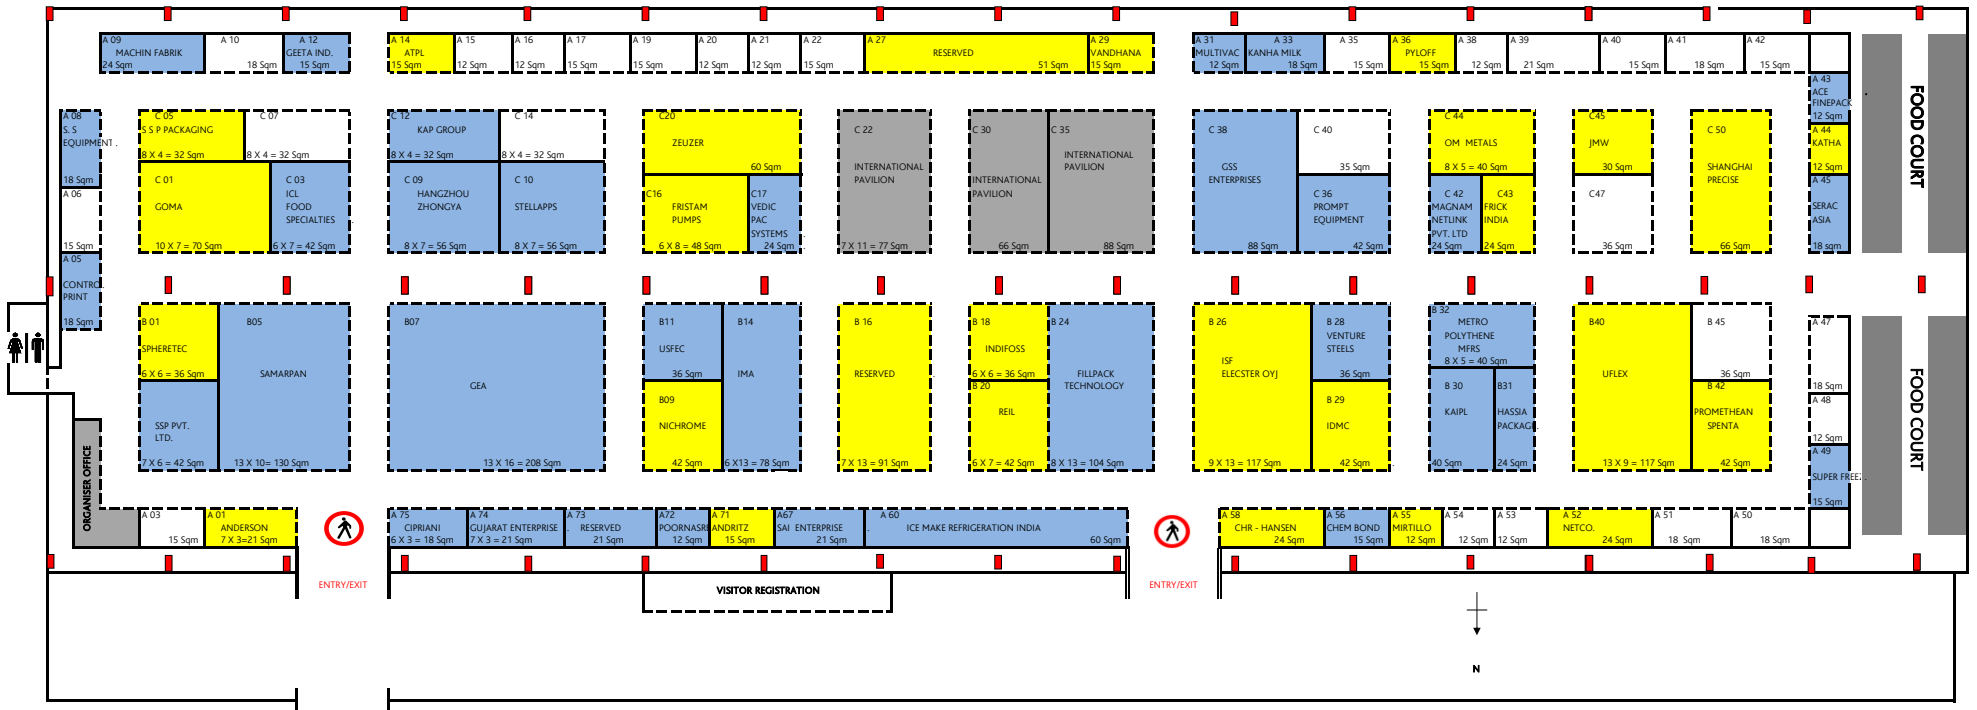 A 09
MACHIN FABRIK
24 Sqm
A 10
18 Sqm
A 12
GEETA IND.
15 Sqm
A 14
ATPL
15 Sqm
A 15
12 Sqm
A 16
12 Sqm
A 17
15 Sqm
A 19
15 Sqm
A 20
12 Sqm
A 21
12 Sqm
A 22
15 Sqm
A 27
RESERVED
51 Sqm
A 29
VANDHANA
15 Sqm
A 31
MULTIVAC
12 Sqm
A 33
KANHA MILK
18 Sqm
A 35
15 Sqm
A 36
PYLOFF
15 Sqm
A 38
12 Sqm
A 39
21 Sqm
A 40
15 Sqm
A 41
18 Sqm
A 42
15 Sqm
A 43
ACE
FINEPACK
12 Sqm
A 44
KATHA
12 Sqm
A 45
SERAC
ASIA
18 sqm
FOOD COURT
A 08
S. S
EQUIPMENT .
18 Sqm
A 06
15 Sqm
A 05
CONTRO.
PRINT
18 Sqm
C 05
S S P PACKAGING
8 X 4 = 32 Sqm
C 07
8 X 4 = 32 Sqm
C 01
GOMA
10 X 7 = 70 Sqm
C 03
ICL
FOOD
SPECIALTIES
6 X 7 = 42 Sqm
C 12
KAP GROUP
8 X 4 = 32 Sqm
C 14
8 X 4 = 32 Sqm
C 09
HANGZHOU
ZHONGYA
8 X 7 = 56 Sqm
C 10
STELLAPPS
8 X 7 = 56 Sqm
C20
ZEUZER
60 Sqm
C16
FRISTAM
PUMPS
6 X 8 = 48 Sqm
C17
VEDIC
PAC
SYSTEMS
24 Sqm
C 22
INTERNATIONAL
PAVILION
7 X 11 = 77 Sqm
C 30
INTERNATIONAL
PAVILION
66 Sqm
C 35
INTERNATIONAL
PAVILION
88 Sqm
C 38
GSS
ENTERPRISES
88 Sqm
C 40
35 Sqm
C 36
PROMPT
EQUIPMENT
42 Sqm
C 44
OM METALS
8 X 5 = 40 Sqm
C 42
MAGNAM
NETLINK
PVT. LTD
24 Sqm
C43
FRICK
INDIA
24 Sqm
C45
JMW
30 Sqm
C47
36 Sqm
C 50
SHANGHAI
PRECISE
66 Sqm
B 01
SPHERETEC
6 X 6 = 36 Sqm
SSP PVT.
LTD.
7 X 6 = 42 Sqm
B05
SAMARPAN
13 X 10= 130 Sqm
B07
GEA
13 X 16 = 208 Sqm
B11
USFEC
36 Sqm
B09
NICHROME
42 Sqm
B14
IMA
6 X13 = 78 Sqm
B 16
RESERVED
7 X 13 = 91 Sqm
B 18
INDIFOSS
6 X 6 = 36 Sqm
B 20
REIL
6 X 7 = 42 Sqm
B 24
FILLPACK
TECHNOLOGY
8 X 13 = 104 Sqm
B 26
ISF
ELECSTER OYJ
9 X 13 = 117 Sqm
B 28
VENTURE
STEELS
36 Sqm
B 29
IDMC
42 Sqm
B 32
METRO
POLYTHENE
MFRS
8 X 5 = 40 Sqm
B 30
KAIPL
40 Sqm
B31
HASSIA
PACKAG.
24 Sqm
B40
UFLEX
13 X 9 = 117 Sqm
B 45
36 Sqm
B 42
PROMETHEAN
SPENTA
42 Sqm
A 47
18 Sqm
A 48
12 Sqm
A 49
SUPER FREE.
15 Sqm
FOOD COURT
ORGANISER OFFICE
A 03
15 Sqm
A 01
ANDERSON
7 X 3=21 Sqm
A 75
CIPRIANI
6 X 3 = 18 Sqm
A 74
GUJARAT ENTERPRISE .
7 X 3 = 21 Sqm
A 73
RESERVED
21 Sqm
A72
POORNASRI
12 Sqm
A 71
ANDRITZ
15 Sqm
A67
SAI ENTERPRISE
21 Sqm
A 60
ICE MAKE REFRIGERATION INDIA
60 Sqm
A 58
CHR - HANSEN
24 Sqm
A 56
CHEM BOND
15 Sqm
A 55
MIRTILLO
12 Sqm
A 54
12 Sqm
A 53
12 Sqm
A 52
NETCO.
24 Sqm
A 51
18 Sqm
A 50
18 Sqm
ENTRY/EXIT
VISITOR REGISTRATION
ENTRY/EXIT
N